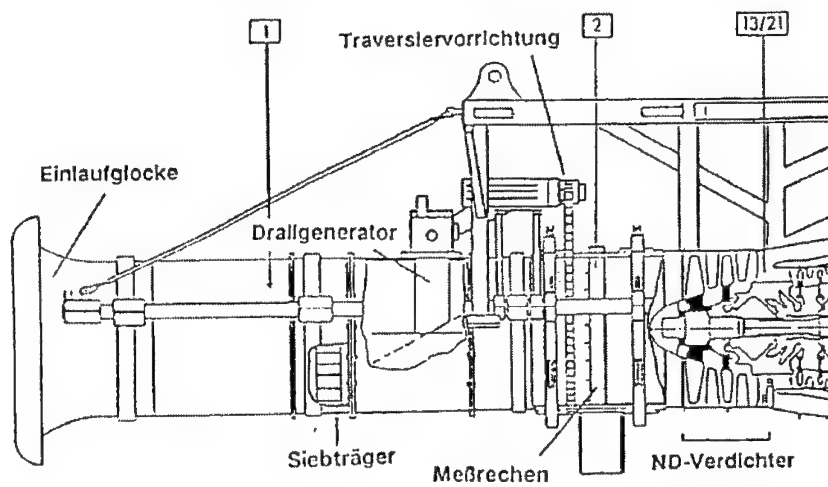 1
Traversiervorrichtung
2
13/21
Einlaufglocke
Drallgenerator
Siebträger
Meßrechen
ND-Verdichter